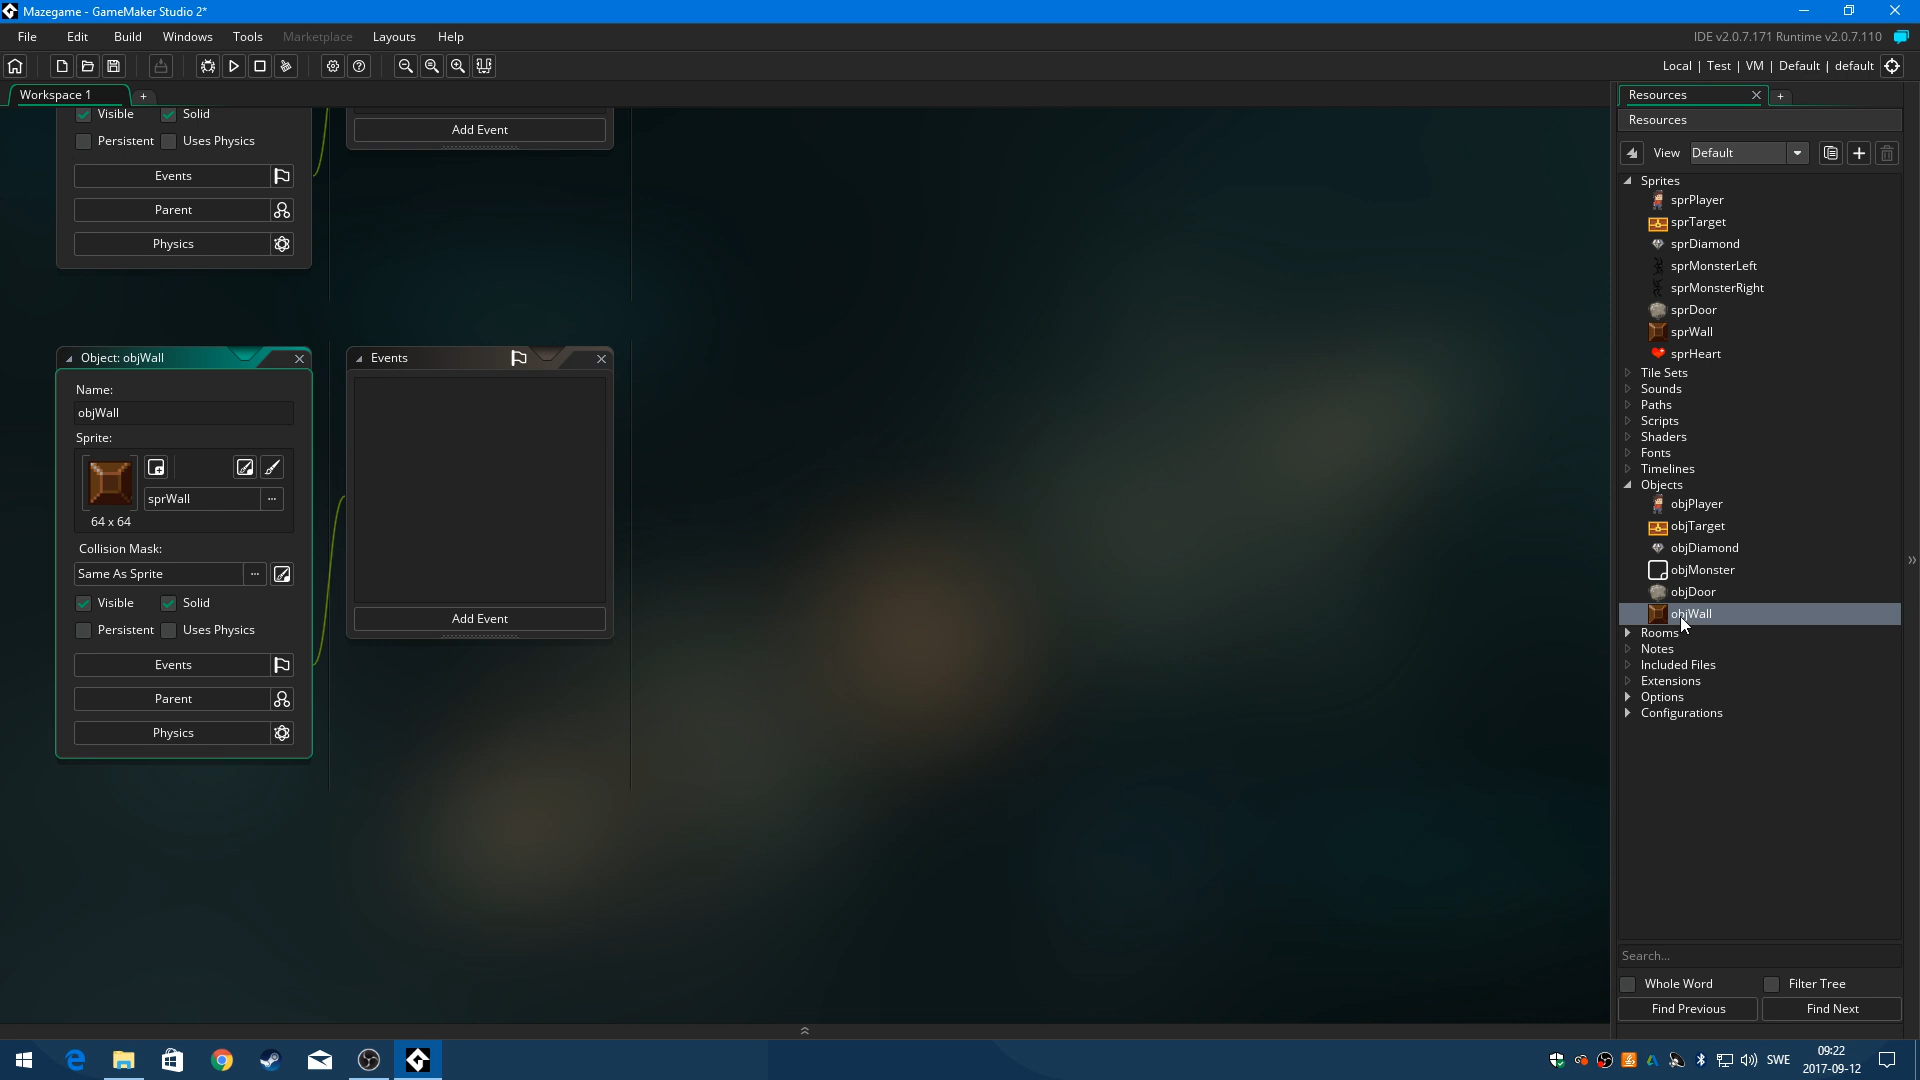 Mazegame - GameMaker Studio 2*
File Edit Build Windows Tools Marketplace Layouts Help
IDE v2.0.7.171 Runtime v2.0.7.110
Local | Test | VM | Default | default
Workspace 1
+
Visible Solid
Persistent Uses Physics
Events
Parent
Physics
Add Event
Object: objWall
Name:
objWall
Sprite:
sprWall
...
64 x 64
Collision Mask:
Same As Sprite
...
Visible Solid
Persistent Uses Physics
Events
Parent
Physics
Events
Add Event
Resources
+
Resources
View Default
Sprites
sprPlayer
sprTarget
sprDiamond
sprMonsterLeft
sprMonsterRight
sprDoor
sprWall
sprHeart
Tile Sets
Sounds
Paths
Scripts
Shaders
Fonts
Timelines
Objects
objPlayer
objTarget
objDiamond
objMonster
objDoor
objWall
Rooms
Notes
Included Files
Extensions
Options
Configurations
Search...
Whole Word Filter Tree
Find Previous Find Next
SWE
09:22
2017-09-12